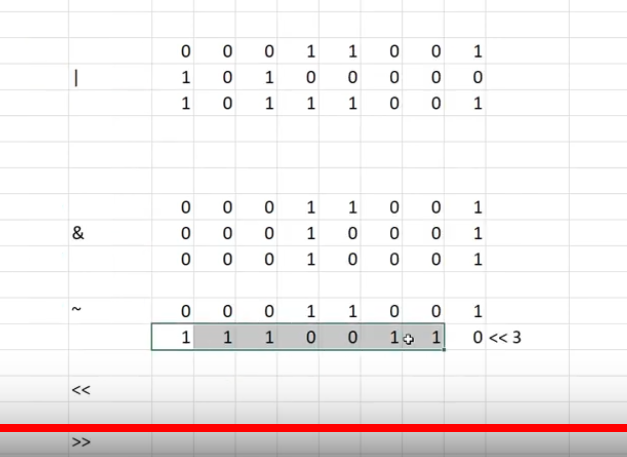 0 0 0 1 1 0 0 1
| 1 0 1 0 0 0 0 0
1 0 1 1 1 0 0 1
0 0 0 1 1 0 0 1
& 0 0 0 1 0 0 0 1
0 0 0 1 0 0 0 1
~ 0 0 0 1 1 0 0 1
1 1 1 0 0 1 1 0 << 3
<<
>>